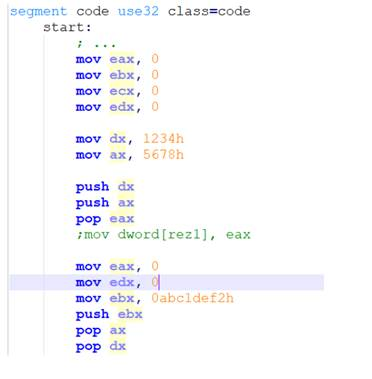 segment code use32 class=code
start:
; ...
mov eax, 0
mov ebx, 0
mov ecx, 0
mov edx, 0
mov dx, 1234h
mov ax, 5678h
push dx
push ax
pop eax
;mov dword[rez1], eax
mov eax, 0
mov edx, 0
mov ebx, 0abc1def2h
push ebx
pop ax
pop dx